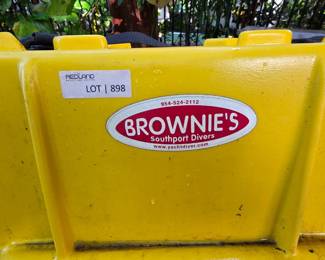 REDLAND
LOT | 898
954-524-2112
BROWNIE'S
Southport Divers
www.yachtdiver.com